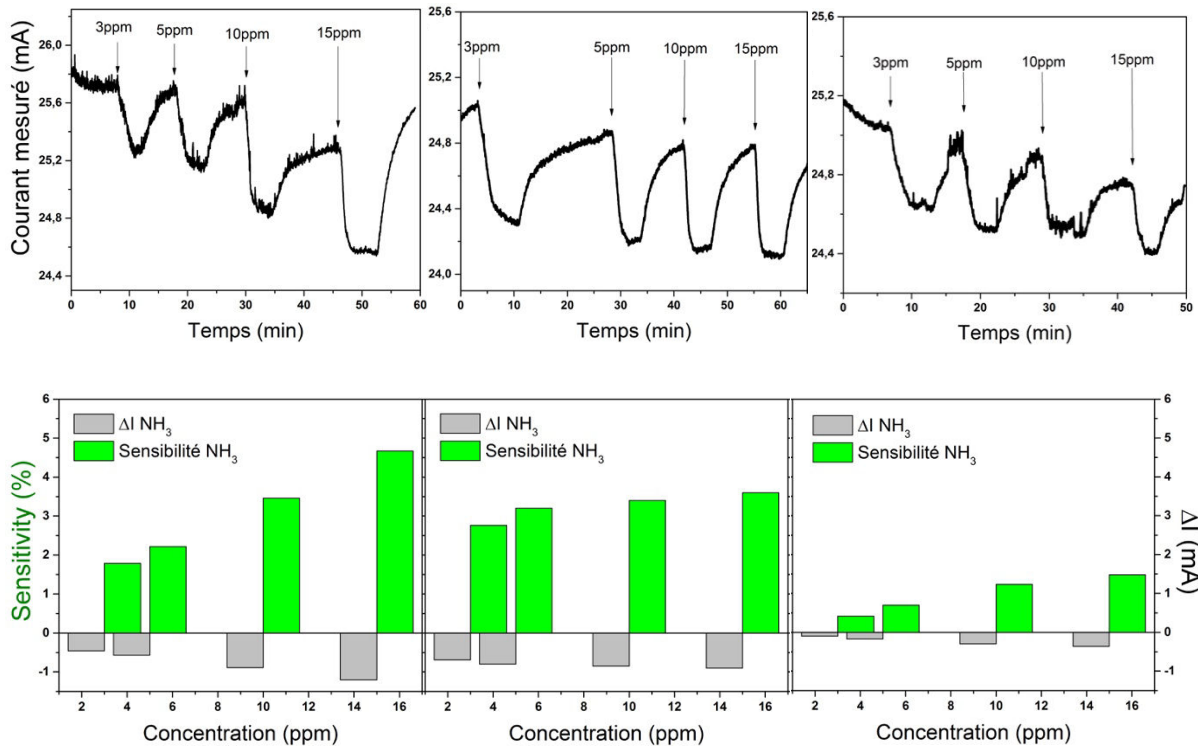 Courant mesuré (mA)
26,0
25,6
25,2
24,8
24,4
3ppm
5ppm
10ppm
15ppm
0 10 20 30 40 50 60
Temps (min)
25,6
25,2
24,8
24,4
24,0
3ppm
5ppm
10ppm
15ppm
0 10 20 30 40 50 60
Temps (min)
25,6
25,2
24,8
24,4
3ppm
5ppm
10ppm
15ppm
0 10 20 30 40 50
Temps (min)
Sensitivity (%)
6
5
4
3
2
1
0
-1
ΔI NH3
Sensibilité NH3
2 4 6 8 10 12 14 16
Concentration (ppm)
ΔI NH3
Sensibilité NH3
2 4 6 8 10 12 14 16
Concentration (ppm)
ΔI NH3
Sensibilité NH3
2 4 6 8 10 12 14 16
Concentration (ppm)
6
5
4
3
2
1
0
-1
ΔI (mA)